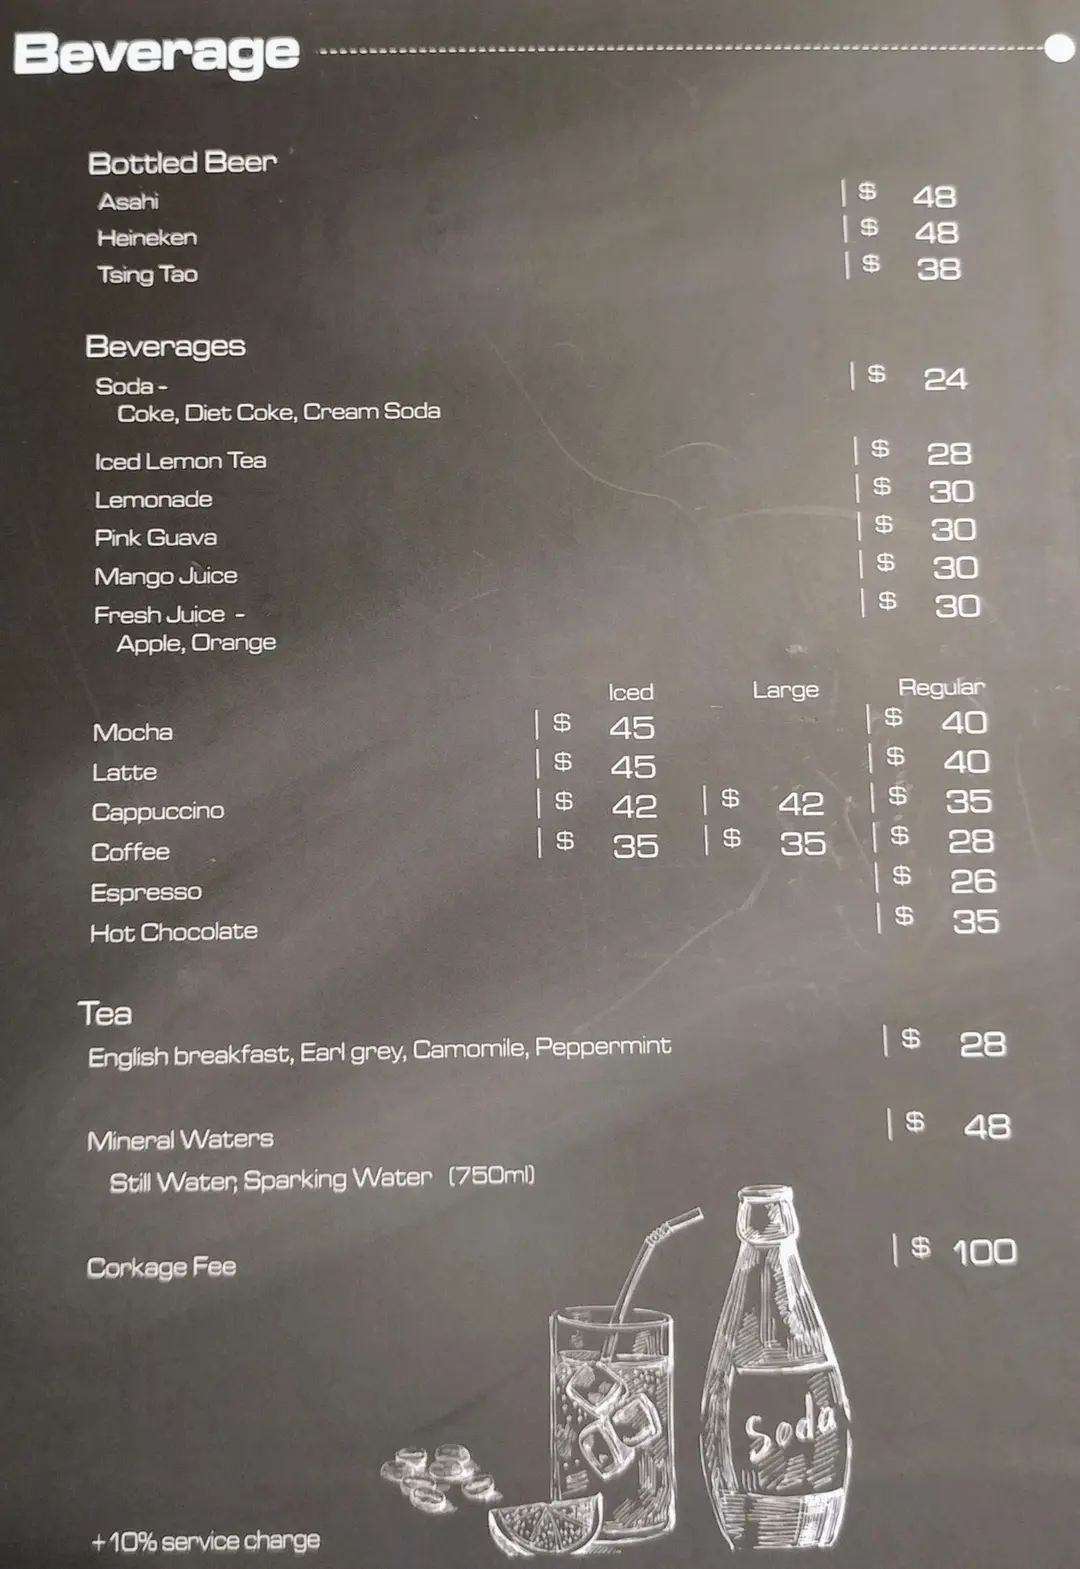 Beverage
Bottled Beer
Asahi | $ 48
Heineken | $ 48
Tsing Tao | $ 38
Beverages
Soda - | $ 24
Coke, Diet Coke, Cream Soda
Iced Lemon Tea | $ 28
Lemonade | $ 30
Pink Guava | $ 30
Mango Juice | $ 30
Fresh Juice - | $ 30
Apple, Orange
Iced Large Regular
Mocha | $ 45 | $ 40
Latte | $ 45 | $ 40
Cappuccino | $ 42 | $ 42 | $ 35
Coffee | $ 35 | $ 35 | $ 28
Espresso | $ 26
Hot Chocolate | $ 35
Tea
English breakfast, Earl grey, Camomile, Peppermint | $ 28
Mineral Waters | $ 48
Still Water, Sparking Water (750ml)
Corkage Fee | $ 100
Soda
+10% service charge